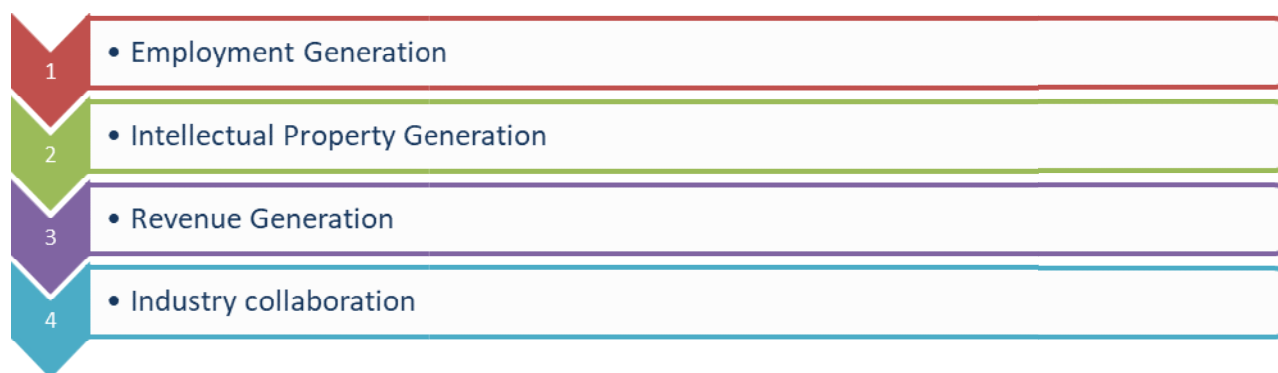 1 • Employment Generation
2 • Intellectual Property Generation
3 • Revenue Generation
4 • Industry collaboration